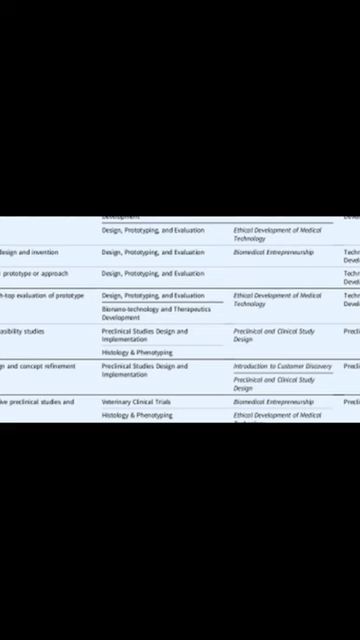 Development
Design, Prototyping, and Evaluation
Ethical Development of Medical
Technology
design and invention
Design, Prototyping, and Evaluation
Biomedical Entrepreneurship
prototype or approach
Design, Prototyping, and Evaluation
evaluation of prototype
Design, Prototyping, and Evaluation
Ethical Development of Medical
Technology
Bionano-technology and Therapeutics
Development
studies
Preclinical Studies Design and
Implementation
Preclinical and Clinical Study
Design
Histology & Phenotyping
and concept refinement
Preclinical Studies Design and
Implementation
Introduction to Customer Discovery
Preclinical and Clinical Study
Design
preclinical studies and
Veterinary Clinical Trials
Biomedical Entrepreneurship
Histology & Phenotyping
Ethical Development of Medical